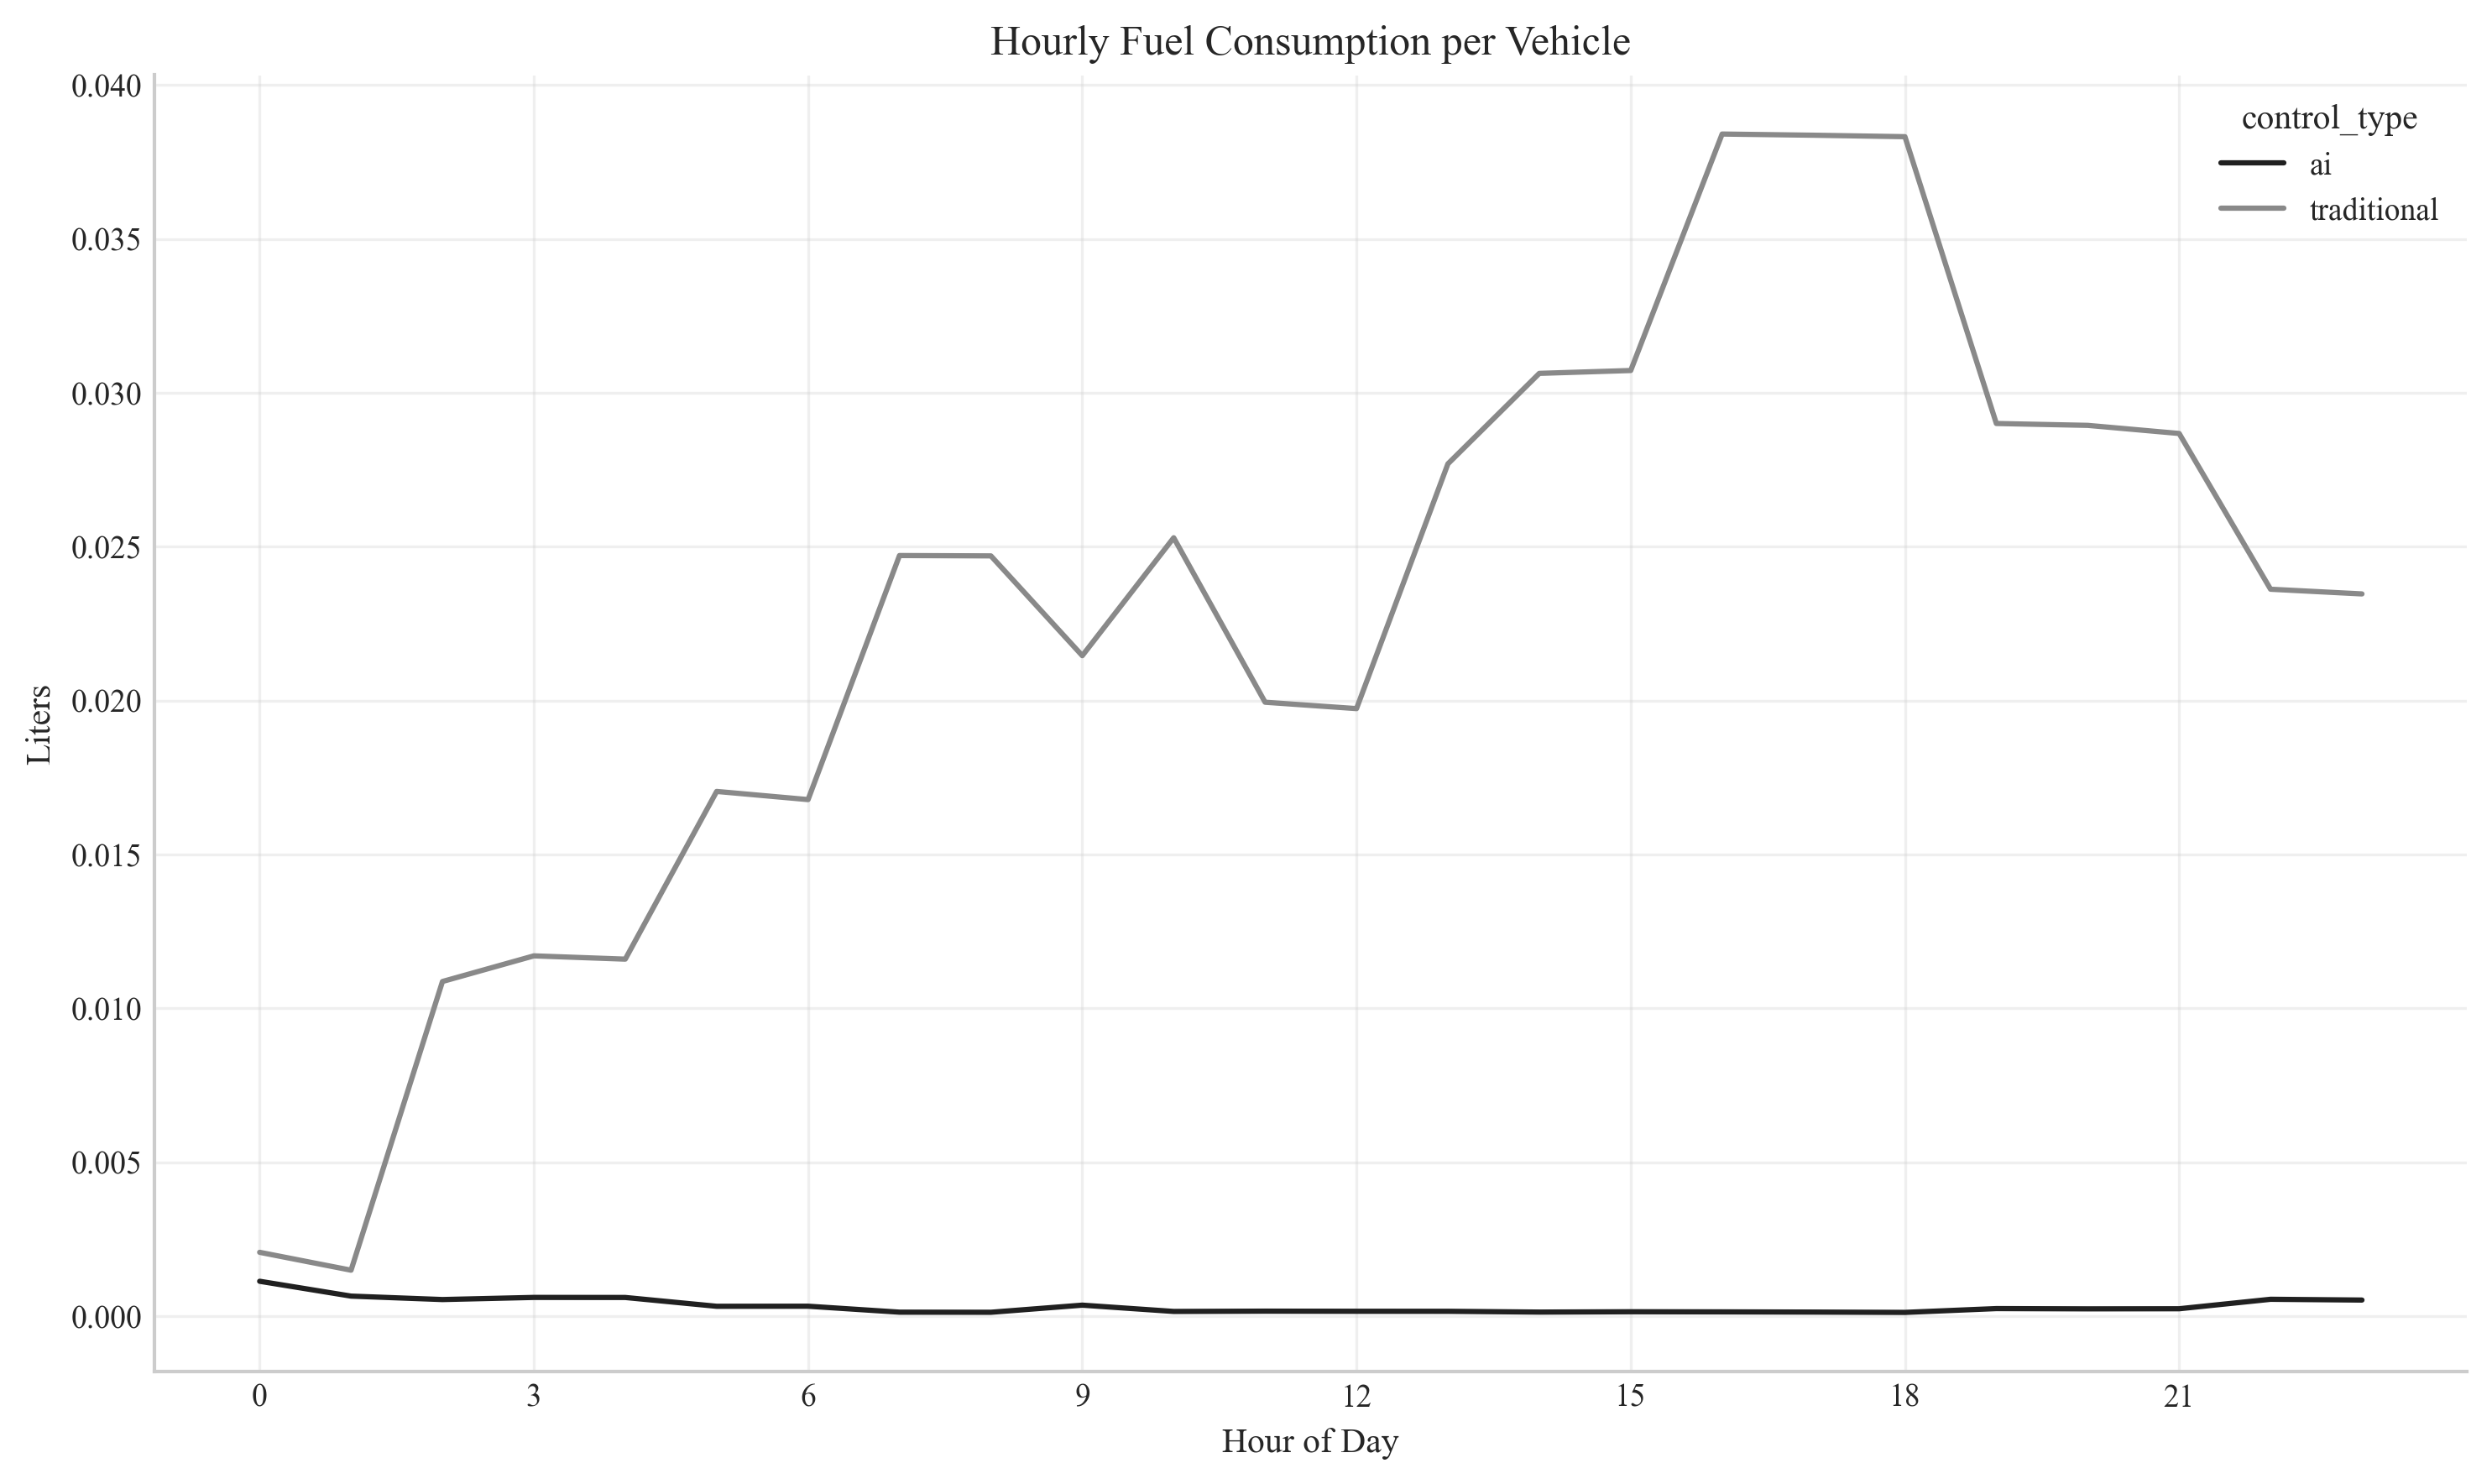 Hourly Fuel Consumption per Vehicle
0.040
0.035
0.030
0.025
0.020
0.015
0.010
0.005
0.000
Liters
control_type
ai
traditional
0 3 6 9 12 15 18 21
Hour of Day